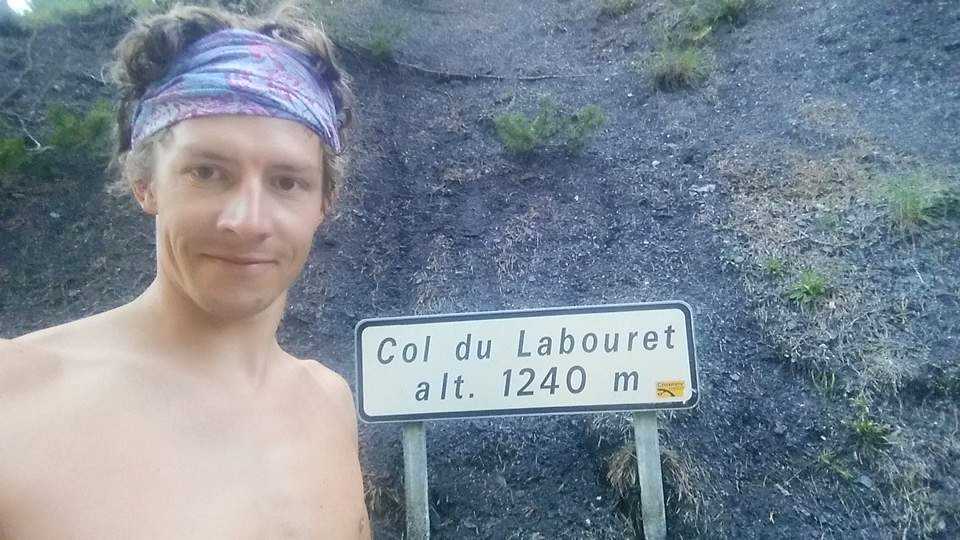 Col du Labouret
alt. 1240 m